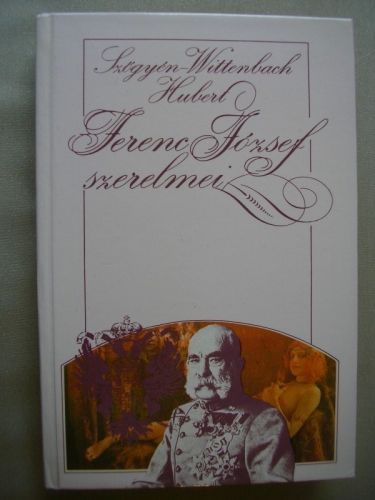 Szögyén-Wittenbach
Hubert
Ferenc József
szerelmei